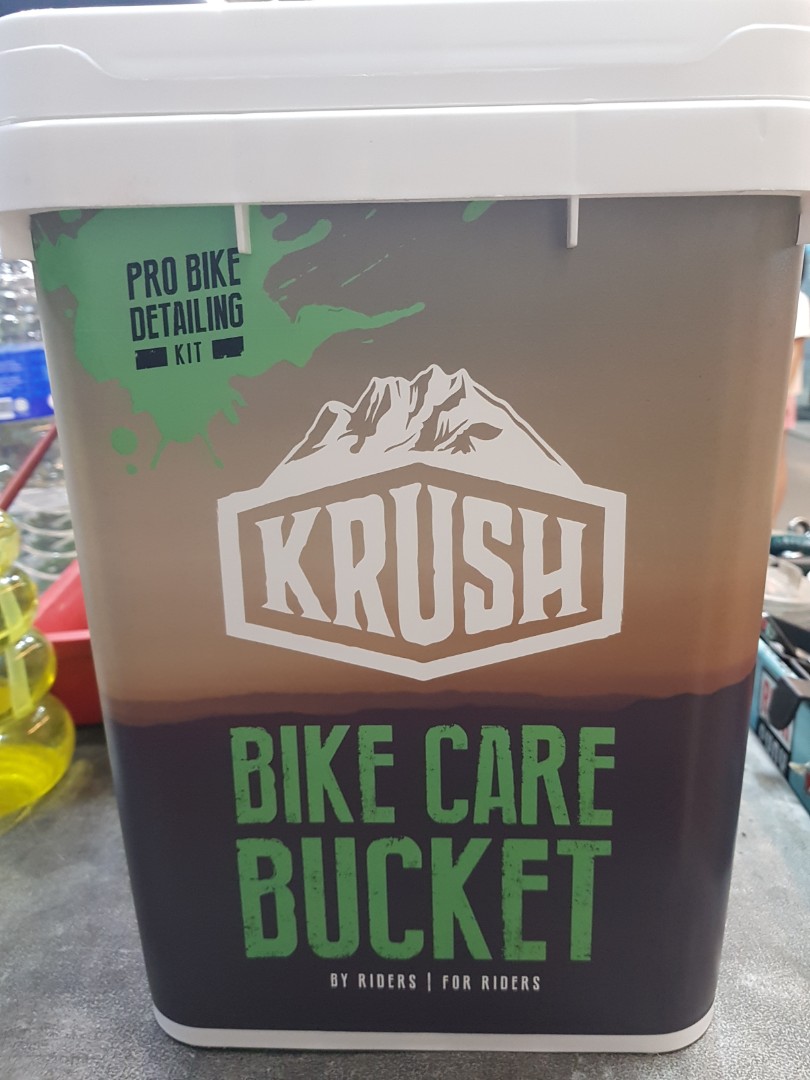 PRO BIKE
DETAILING
KIT
KRUSH
BIKE CARE
BUCKET
BY RIDERS | FOR RIDERS